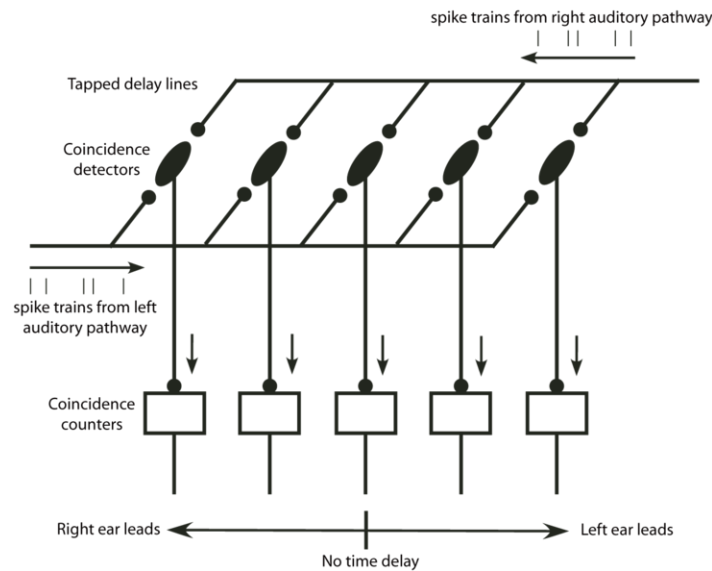 spike trains from right auditory pathway
Tapped delay lines
Coincidence
detectors
spike trains from left
auditory pathway
Coincidence
counters
Right ear leads
Left ear leads
No time delay